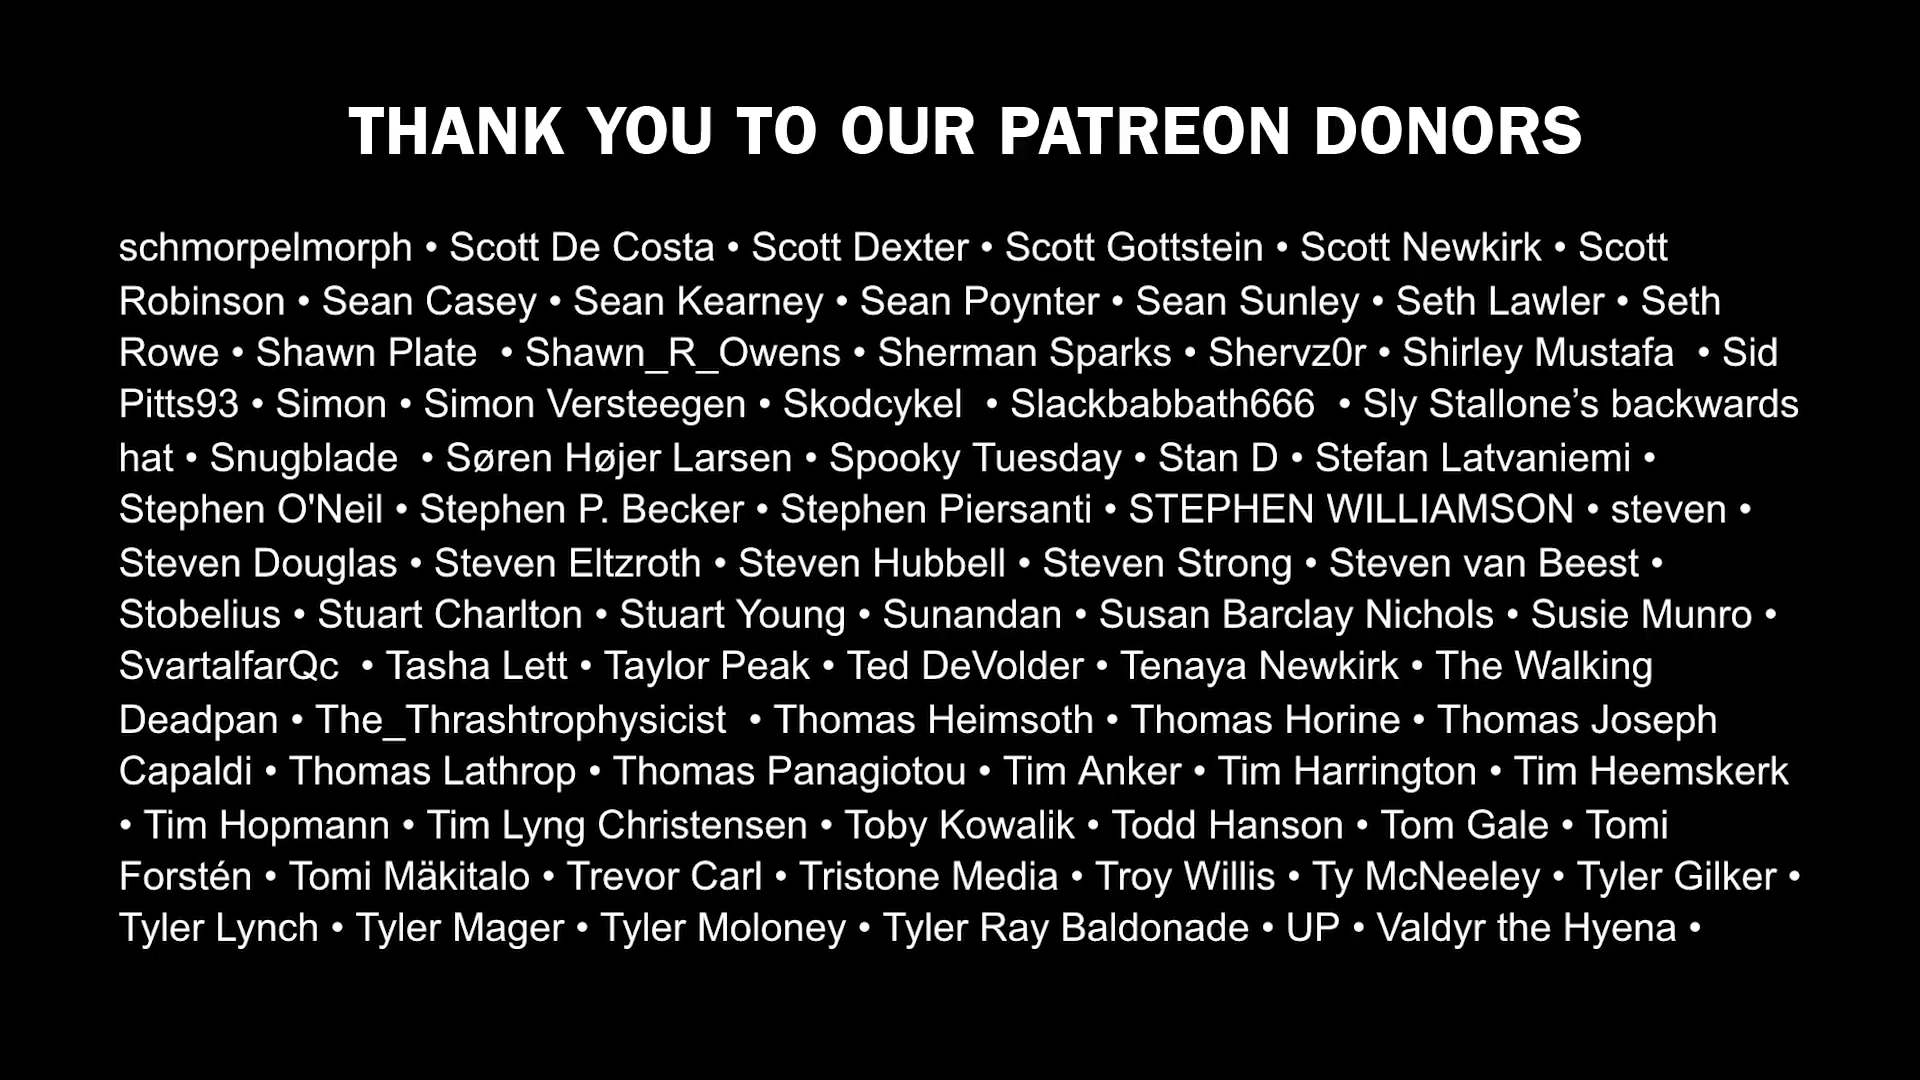 THANK YOU TO OUR PATREON DONORS
schmorpelmorph • Scott De Costa • Scott Dexter • Scott Gottstein • Scott Newkirk • Scott
Robinson • Sean Casey • Sean Kearney • Sean Poynter • Sean Sunley • Seth Lawler • Seth
Rowe • Shawn Plate  • Shawn_R_Owens • Sherman Sparks • Shervz0r • Shirley Mustafa  • Sid
Pitts93 • Simon • Simon Versteegen • Skodcykel  • Slackbabbath666  • Sly Stallone’s backwards
hat • Snugblade  • Søren Højer Larsen • Spooky Tuesday • Stan D • Stefan Latvaniemi •
Stephen O'Neil • Stephen P. Becker • Stephen Piersanti • STEPHEN WILLIAMSON • steven •
Steven Douglas • Steven Eltzroth • Steven Hubbell • Steven Strong • Steven van Beest •
Stobelius • Stuart Charlton • Stuart Young • Sunandan • Susan Barclay Nichols • Susie Munro •
SvartalfarQc  • Tasha Lett • Taylor Peak • Ted DeVolder • Tenaya Newkirk • The Walking
Deadpan • The_Thrashtrophysicist  • Thomas Heimsoth • Thomas Horine • Thomas Joseph
Capaldi • Thomas Lathrop • Thomas Panagiotou • Tim Anker • Tim Harrington • Tim Heemskerk
• Tim Hopmann • Tim Lyng Christensen • Toby Kowalik • Todd Hanson • Tom Gale • Tomi
Forstén • Tomi Mäkitalo • Trevor Carl • Tristone Media • Troy Willis • Ty McNeeley • Tyler Gilker •
Tyler Lynch • Tyler Mager • Tyler Moloney • Tyler Ray Baldonade • UP • Valdyr the Hyena •